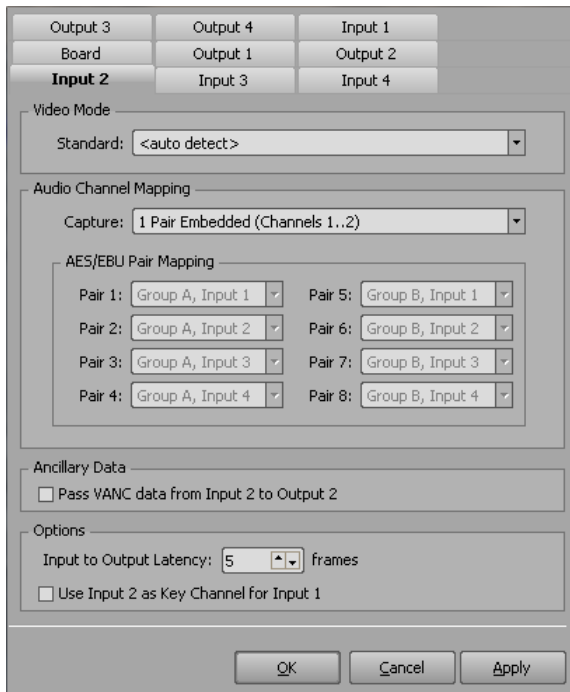 Output 3 Output 4 Input 1
Board Output 1 Output 2
Input 2 Input 3 Input 4
Video Mode
Standard: <auto detect>
Audio Channel Mapping
Capture: 1 Pair Embedded (Channels 1..2)
AES/EBU Pair Mapping
Pair 1: Group A, Input 1 Pair 5: Group B, Input 1
Pair 2: Group A, Input 2 Pair 6: Group B, Input 2
Pair 3: Group A, Input 3 Pair 7: Group B, Input 3
Pair 4: Group A, Input 4 Pair 8: Group B, Input 4
Ancillary Data
Pass VANC data from Input 2 to Output 2
Options
Input to Output Latency: 5 frames
Use Input 2 as Key Channel for Input 1
OK Cancel Apply